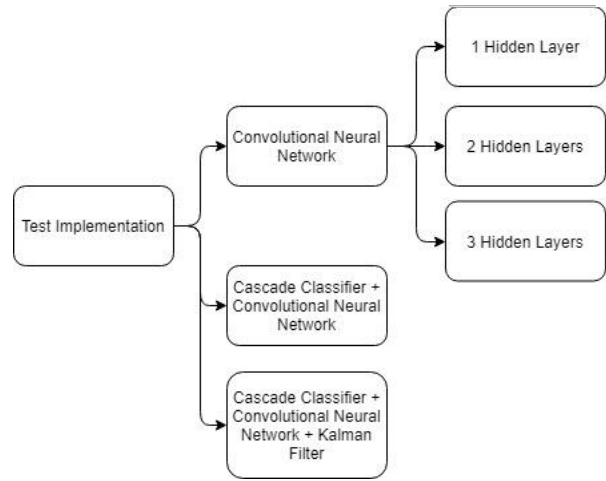 1 Hidden Layer
Convolutional Neural
Network
2 Hidden Layers
Test Implementation
3 Hidden Layers
Cascade Classifier +
Convolutional Neural
Network
Cascade Classifier +
Convolutional Neural
Network + Kalman
Filter